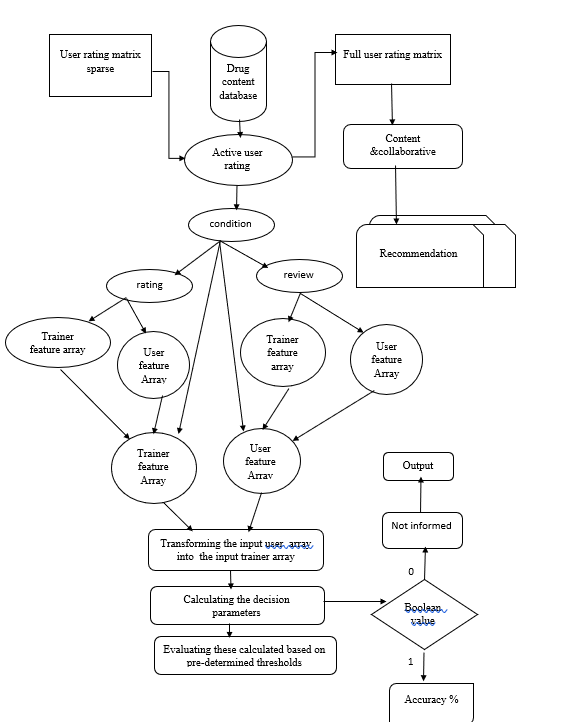 User rating matrix
sparse
Drug
content
database
Full user rating matrix
Active user
rating
Content
&collaborative
condition
Recommendation
rating
review
Trainer
feature array
User
feature
Array
Trainer
feature
array
User
feature
Array
Trainer
feature
Array
User
feature
Array
Output
Not informed
Transforming the input user array
into the input trainer array
0
Calculating the decision
parameters
Boolean
value
Evaluating these calculated based on
pre-determined thresholds
1
Accuracy %